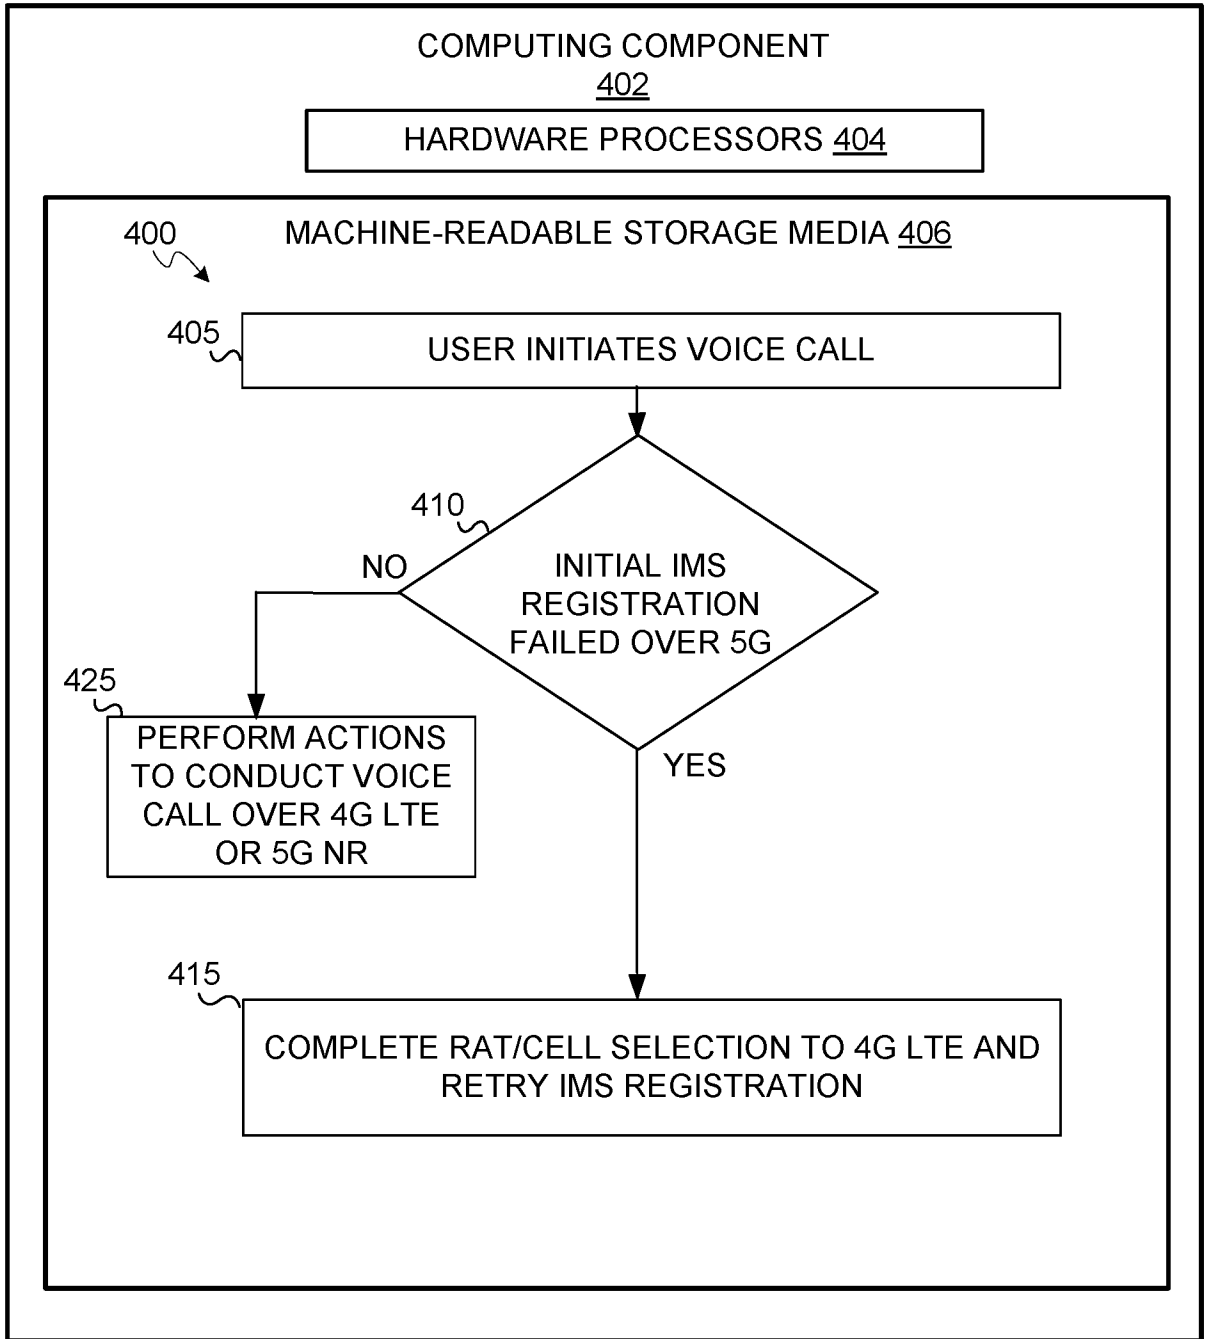 COMPUTING COMPONENT
402
HARDWARE PROCESSORS 404
400
MACHINE-READABLE STORAGE MEDIA 406
405
USER INITIATES VOICE CALL
410
NO
INITIAL IMS
REGISTRATION
FAILED OVER 5G
425
PERFORM ACTIONS
TO CONDUCT VOICE
CALL OVER 4G LTE
OR 5G NR
YES
415
COMPLETE RAT/CELL SELECTION TO 4G LTE AND
RETRY IMS REGISTRATION